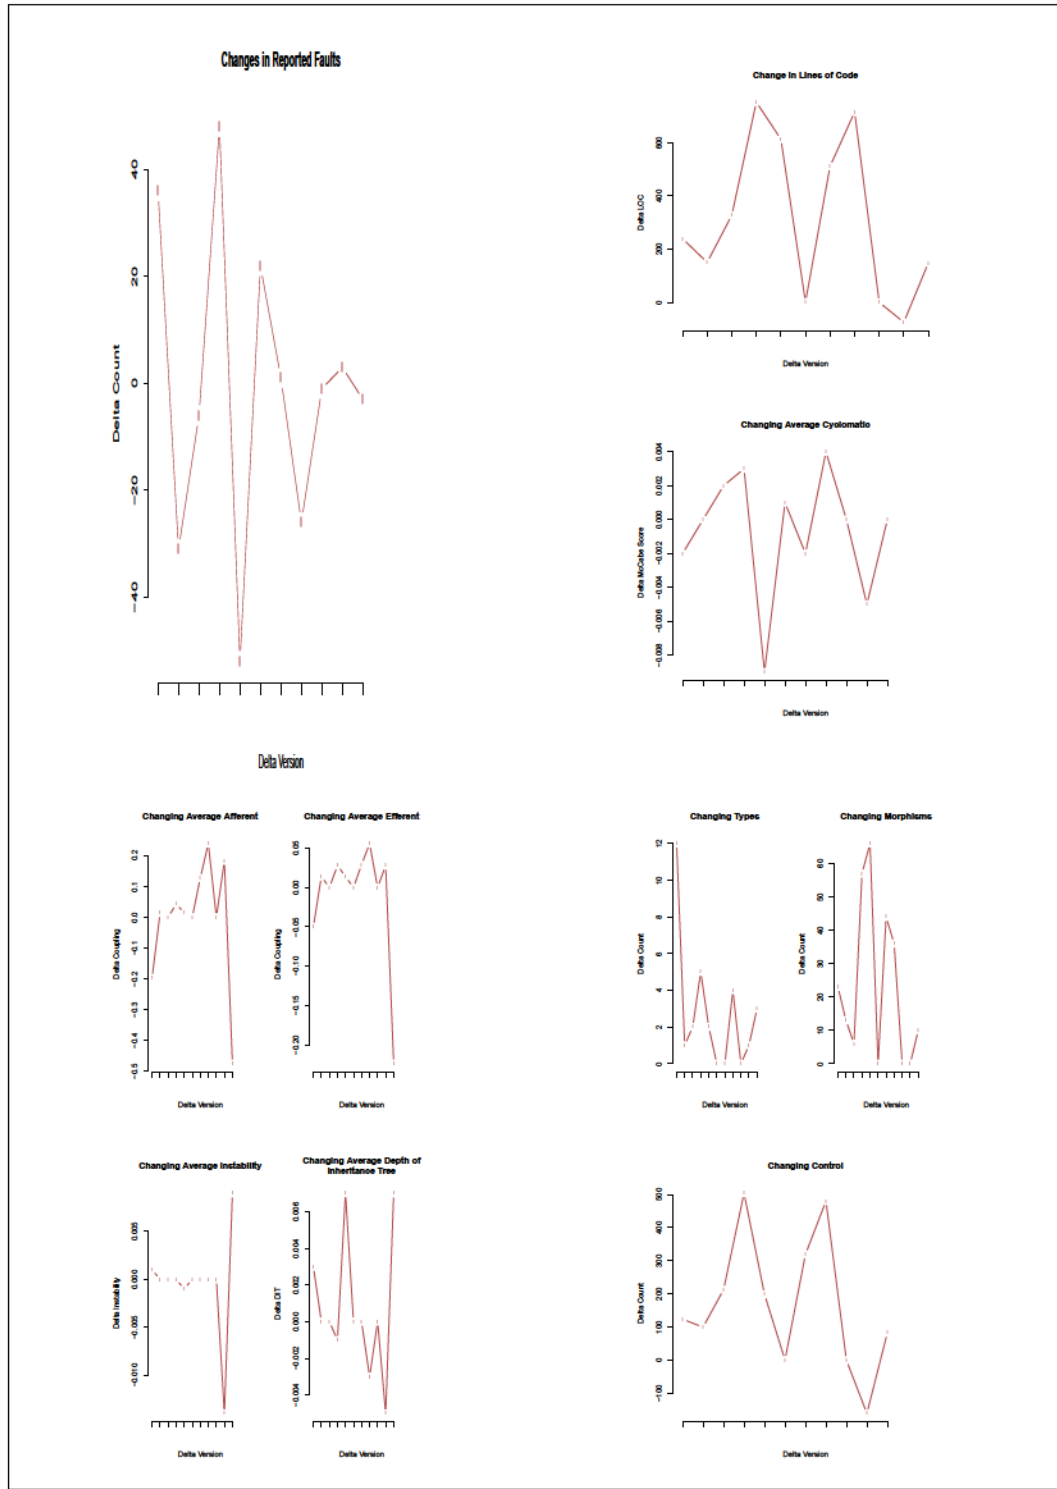 Changes in Reported Faults
Delta Count
40
20
0
−20
−40
Delta Version
Change in Lines of Code
Delta LOC
600
400
200
0
Delta Version
Changing Average Cyclomatic
Delta McCabe Score
0.004
0.002
0.000
−0.002
−0.004
−0.006
−0.008
Delta Version
Changing Average Afferent
Delta Coupling
0.2
0.1
0.0
−0.1
−0.2
−0.3
−0.4
−0.5
Delta Version
Changing Average Efferent
Delta Coupling
0.05
0.00
−0.05
−0.10
−0.15
−0.20
Delta Version
Changing Types
Delta Count
12
10
8
6
4
2
0
Delta Version
Changing Morphisms
Delta Count
60
50
40
30
20
10
0
Delta Version
Changing Average Instability
Delta Instability
0.005
0.000
−0.005
−0.010
Delta Version
Changing Average Depth of
Inheritance Tree
Delta DIT
0.006
0.004
0.002
0.000
−0.002
−0.004
Delta Version
Changing Control
Delta Count
500
400
300
200
100
0
−100
Delta Version